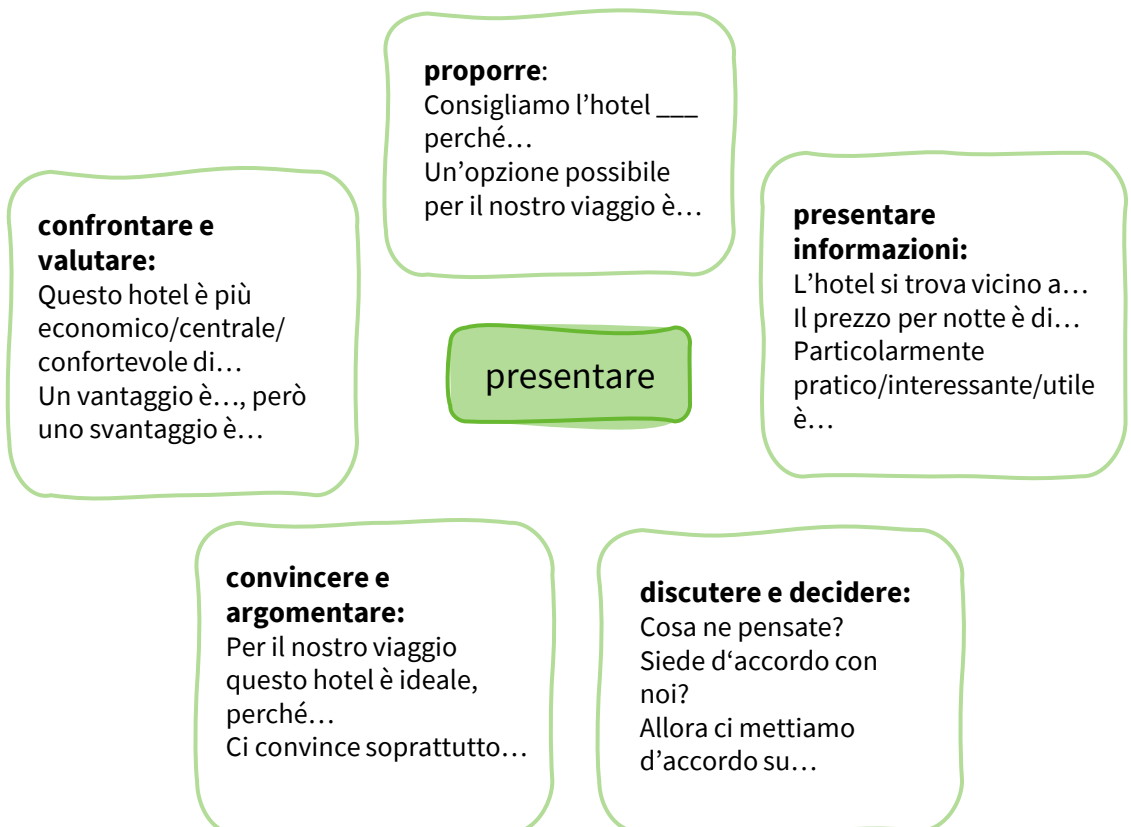 proporre:
Consigliamo l’hotel ___
perché…
Un’opzione possibile
per il nostro viaggio è…
confrontare e
valutare:
Questo hotel è più
economico/centrale/
confortevole di…
Un vantaggio è…, però
uno svantaggio è…
presentare
informazioni:
L’hotel si trova vicino a…
Il prezzo per notte è di…
Particolarmente
pratico/interessante/utile
è…
presentare
convincere e
argomentare:
Per il nostro viaggio
questo hotel è ideale,
perché…
Ci convince soprattutto…
discutere e decidere:
Cosa ne pensate?
Siede d‘accordo con
noi?
Allora ci mettiamo
d’accordo su…